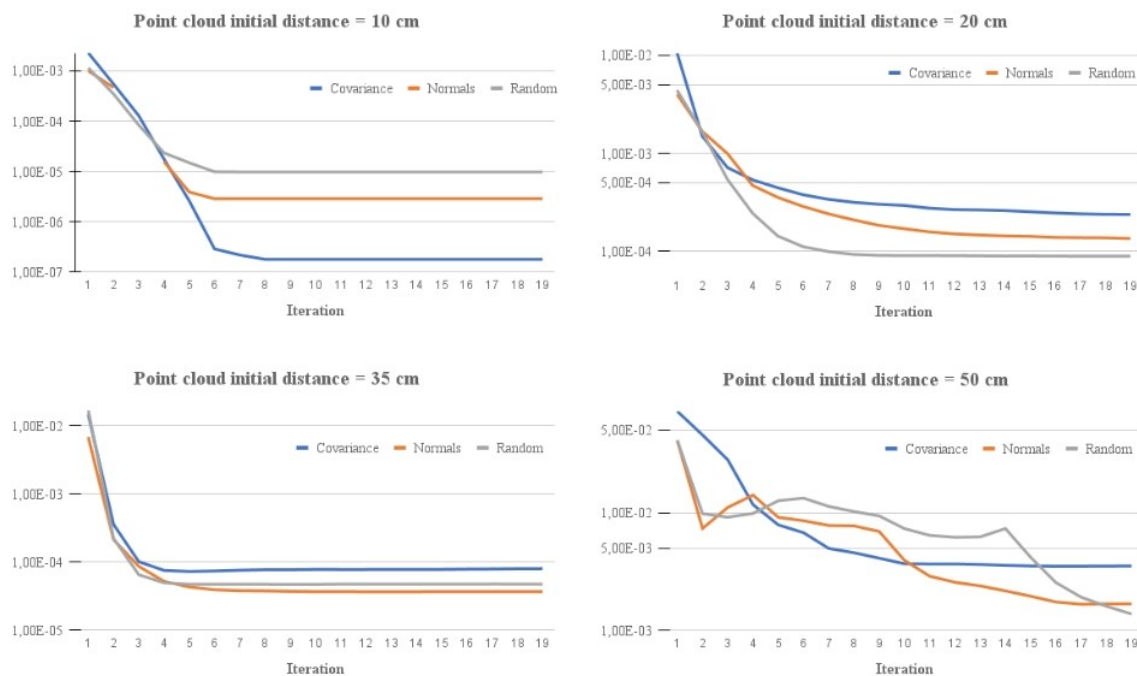 Point cloud initial distance = 10 cm
1,00E-03
1,00E-04
1,00E-05
1,00E-06
1,00E-07
Covariance Normals Random
1 2 3 4 5 6 7 8 9 10 11 12 13 14 15 16 17 18 19
Iteration
Point cloud initial distance = 20 cm
1,00E-02
5,00E-03
1,00E-03
5,00E-04
1,00E-04
Covariance Normals Random
1 2 3 4 5 6 7 8 9 10 11 12 13 14 15 16 17 18 19
Iteration
Point cloud initial distance = 35 cm
1,00E-02
1,00E-03
1,00E-04
1,00E-05
Covariance Normals Random
1 2 3 4 5 6 7 8 9 10 11 12 13 14 15 16 17 18 19
Iteration
Point cloud initial distance = 50 cm
5,00E-02
1,00E-02
5,00E-03
1,00E-03
Covariance Normals Random
1 2 3 4 5 6 7 8 9 10 11 12 13 14 15 16 17 18 19
Iteration